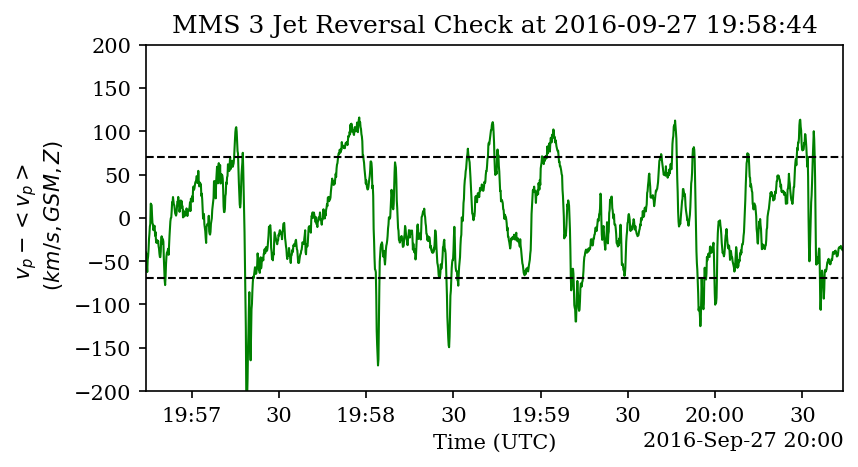 MMS 3 Jet Reversal Check at 2016-09-27 19:58:44
200
150
100
50
0
−50
−100
−150
−200
v_p − < v_p >
(km/s, GSM, Z)
19:57 30 19:58 30 19:59 30 20:00 30
Time (UTC)
2016-Sep-27 20:00